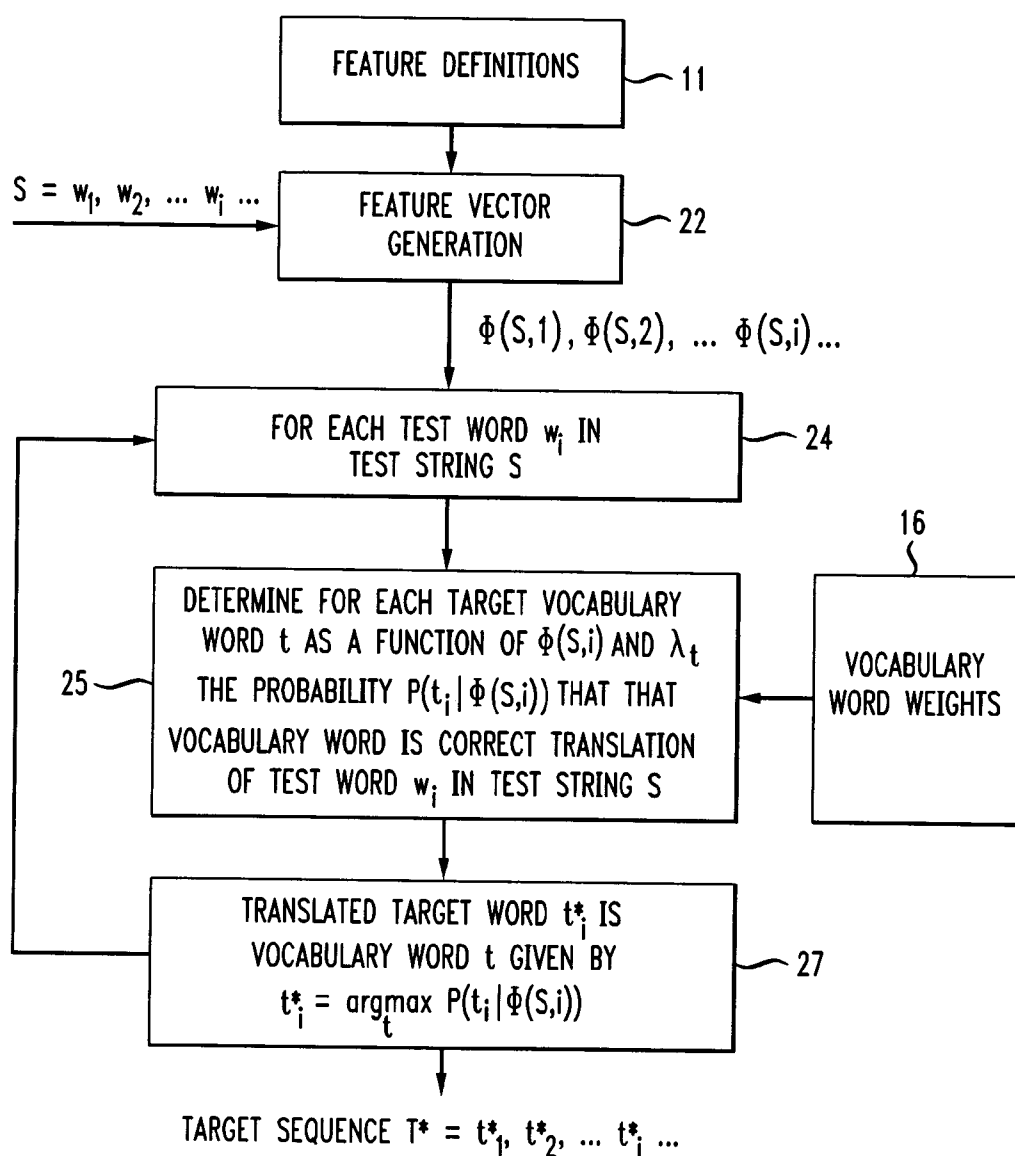 FEATURE DEFINITIONS
11
S = w₁, w₂, ... wᵢ ...
FEATURE VECTOR
GENERATION
22
Φ(S,1), Φ(S,2), ... Φ(S,i)...
FOR EACH TEST WORD wᵢ IN
TEST STRING S
24
16
DETERMINE FOR EACH TARGET VOCABULARY
WORD t AS A FUNCTION OF Φ(S,i) AND λₜ
THE PROBABILITY P(tᵢ|Φ(S,i)) THAT THAT
VOCABULARY WORD IS CORRECT TRANSLATION
OF TEST WORD wᵢ IN TEST STRING S
25
VOCABULARY
WORD WEIGHTS
TRANSLATED TARGET WORD t*ᵢ IS
VOCABULARY WORD t GIVEN BY
t*ᵢ = argmax P(tᵢ|Φ(S,i))
t
27
TARGET SEQUENCE T* = t*₁, t*₂, ... t*ᵢ ...